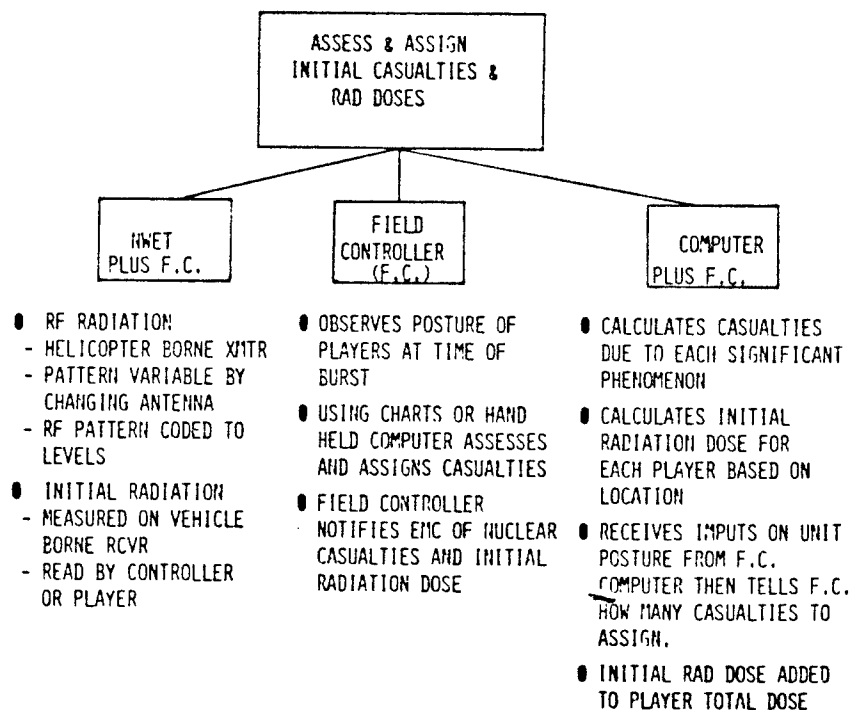 ASSESS & ASSIGN
INITIAL CASUALTIES &
RAD DOSES
NWET
PLUS F.C.
FIELD
CONTROLLER
(F.C.)
COMPUTER
PLUS F.C.
● RF RADIATION
- HELICOPTER BORNE XMTR
- PATTERN VARIABLE BY
CHANGING ANTENNA
- RF PATTERN CODED TO
LEVELS
● INITIAL RADIATION
- MEASURED ON VEHICLE
BORNE RCVR
- READ BY CONTROLLER
OR PLAYER
● OBSERVES POSTURE OF
PLAYERS AT TIME OF
BURST
● USING CHARTS OR HAND
HELD COMPUTER ASSESSES
AND ASSIGNS CASUALTIES
● FIELD CONTROLLER
NOTIFIES EMC OF NUCLEAR
CASUALTIES AND INITIAL
RADIATION DOSE
● CALCULATES CASUALTIES
DUE TO EACH SIGNIFICANT
PHENOMENON
● CALCULATES INITIAL
RADIATION DOSE FOR
EACH PLAYER BASED ON
LOCATION
● RECEIVES IMPUTS ON UNIT
POSTURE FROM F.C.
COMPUTER THEN TELLS F.C.
HOW MANY CASUALTIES TO
ASSIGN.
● INITIAL RAD DOSE ADDED
TO PLAYER TOTAL DOSE